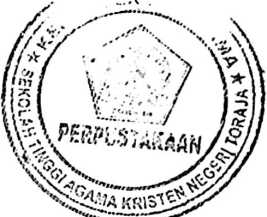 SEKOLAH TINGGI AGAMA KRISTEN NEGERI TORAJA
PERPUSTAKAAN